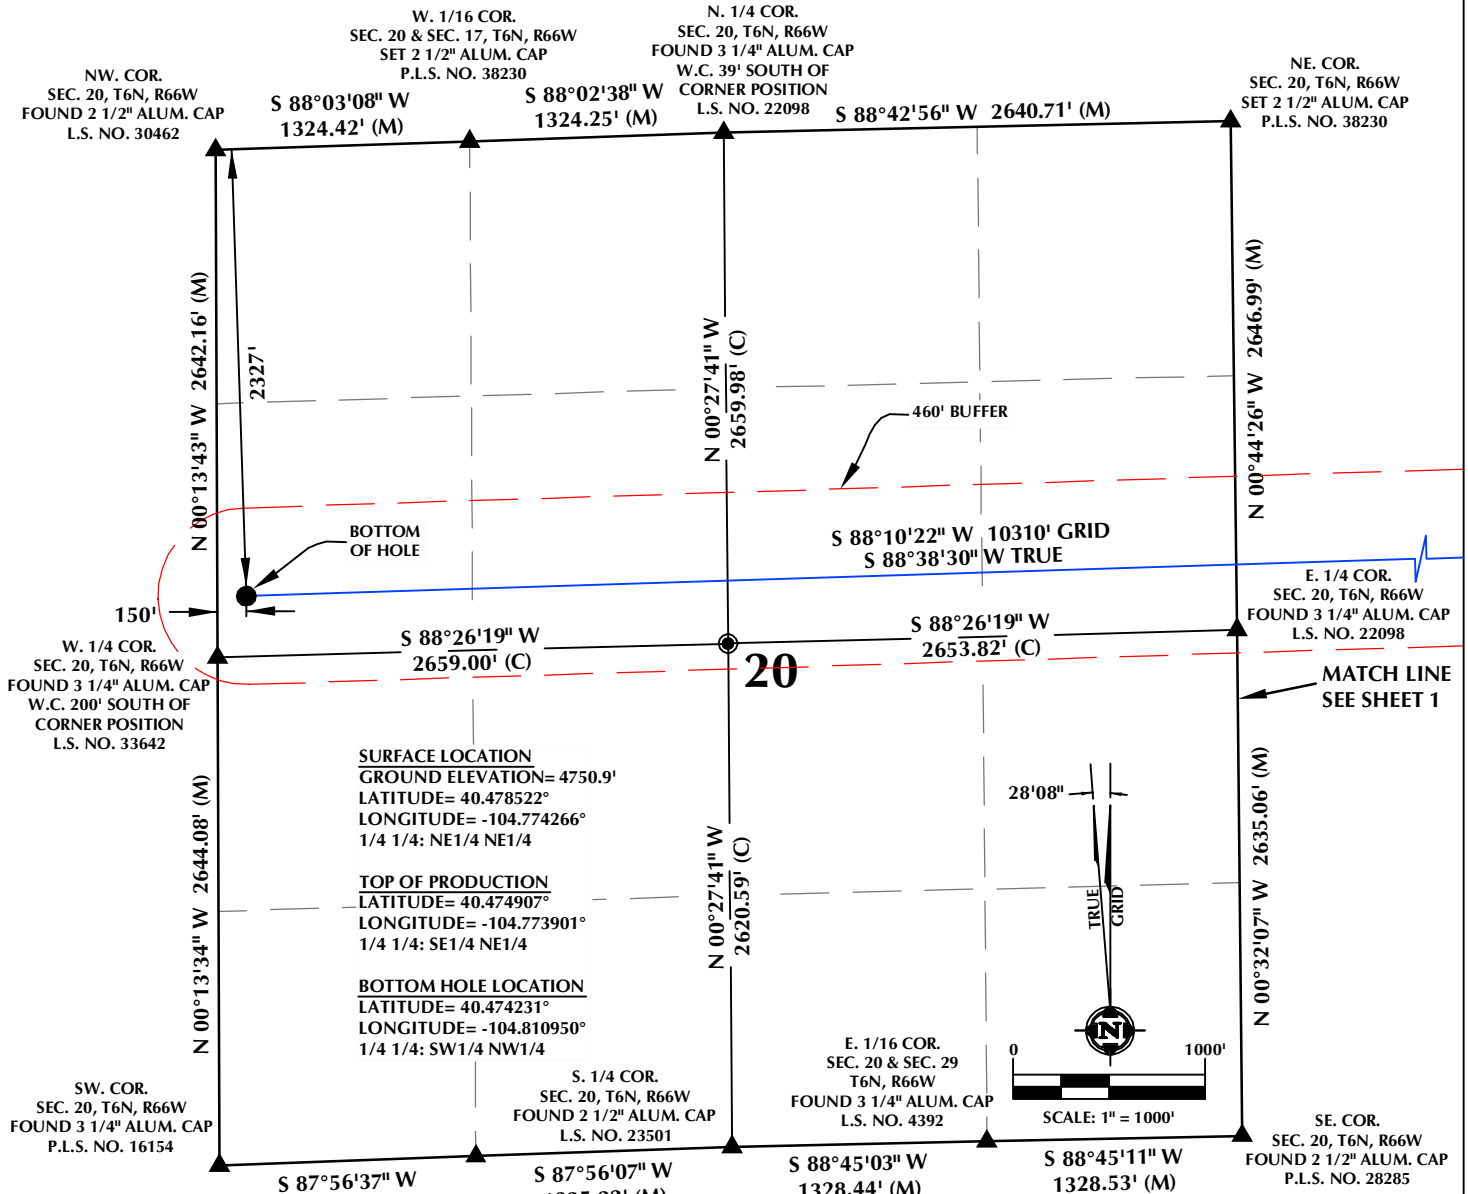 W. 1/16 COR.
SEC. 20 & SEC. 17, T6N, R66W
SET 2 1/2" ALUM. CAP
P.L.S. NO. 38230
N. 1/4 COR.
SEC. 20, T6N, R66W
FOUND 3 1/4" ALUM. CAP
W.C. 39' SOUTH OF
CORNER POSITION
L.S. NO. 22098
NW. COR.
SEC. 20, T6N, R66W
FOUND 2 1/2" ALUM. CAP
L.S. NO. 30462
NE. COR.
SEC. 20, T6N, R66W
SET 2 1/2" ALUM. CAP
P.L.S. NO. 38230
S 88°03'08" W
1324.42' (M)
S 88°02'38" W
1324.25' (M)
S 88°42'56" W 2640.71' (M)
N 00°13'43" W 2642.16' (M)
2327'
N 00°27'41" W
2659.98' (C)
N 00°44'26" W 2646.99' (M)
460' BUFFER
BOTTOM
OF HOLE
S 88°10'22" W 10310' GRID
S 88°38'30" W TRUE
150'
W. 1/4 COR.
SEC. 20, T6N, R66W
FOUND 3 1/4" ALUM. CAP
W.C. 200' SOUTH OF
CORNER POSITION
L.S. NO. 33642
S 88°26'19" W
2659.00' (C)
S 88°26'19" W
2653.82' (C)
E. 1/4 COR.
SEC. 20, T6N, R66W
FOUND 3 1/4" ALUM. CAP
L.S. NO. 22098
20
MATCH LINE
SEE SHEET 1
SURFACE LOCATION
GROUND ELEVATION= 4750.9'
LATITUDE= 40.478522°
LONGITUDE= -104.774266°
1/4 1/4: NE1/4 NE1/4
TOP OF PRODUCTION
LATITUDE= 40.474907°
LONGITUDE= -104.773901°
1/4 1/4: SE1/4 NE1/4
BOTTOM HOLE LOCATION
LATITUDE= 40.474231°
LONGITUDE= -104.810950°
1/4 1/4: SW1/4 NW1/4
N 00°13'34" W 2644.08' (M)
N 00°27'41" W
2620.59' (C)
N 00°32'07" W 2635.06' (M)
28'08"
TRUE
GRID
N
0 1000'
SCALE: 1" = 1000'
SW. COR.
SEC. 20, T6N, R66W
FOUND 3 1/4" ALUM. CAP
P.L.S. NO. 16154
S. 1/4 COR.
SEC. 20, T6N, R66W
FOUND 2 1/2" ALUM. CAP
L.S. NO. 23501
E. 1/16 COR.
SEC. 20 & SEC. 29
T6N, R66W
FOUND 3 1/4" ALUM. CAP
L.S. NO. 4392
SE. COR.
SEC. 20, T6N, R66W
FOUND 2 1/2" ALUM. CAP
P.L.S. NO. 28285
S 87°56'37" W
S 87°56'07" W
S 88°45'03" W
1328.44' (M)
S 88°45'11" W
1328.53' (M)